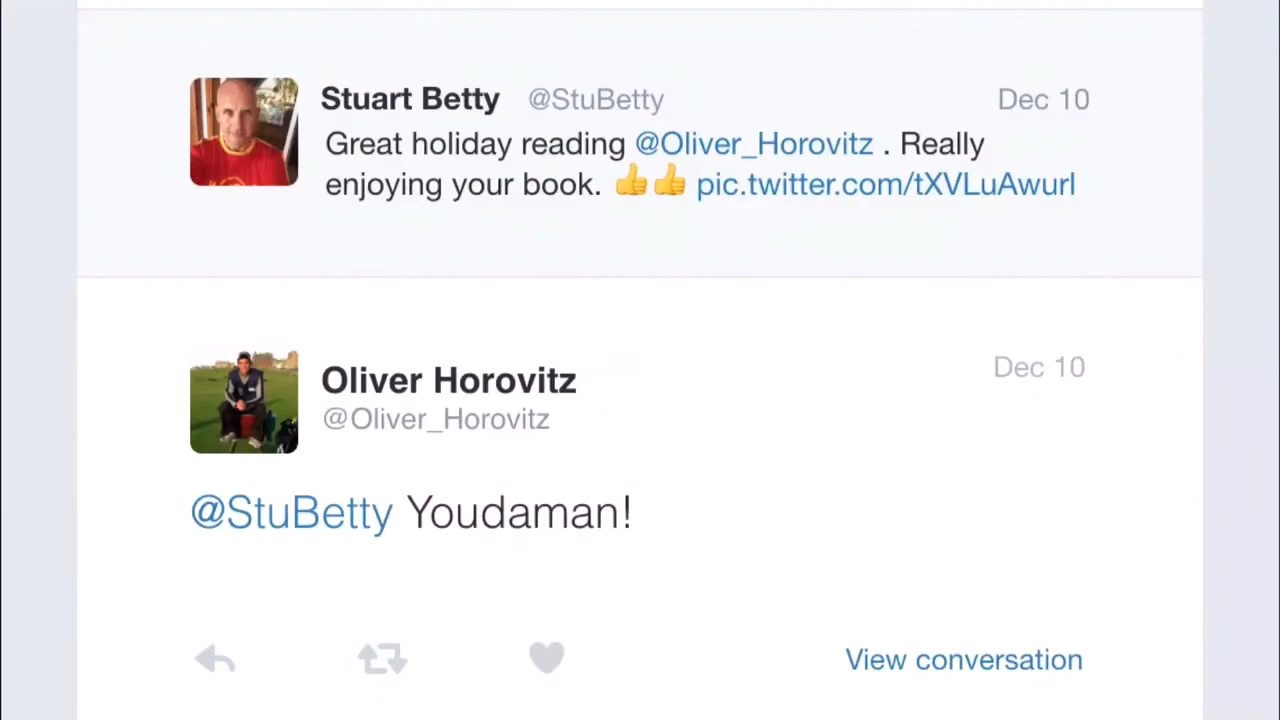 Stuart Betty @StuBetty Dec 10
Great holiday reading @Oliver_Horovitz . Really
enjoying your book. 👍👍 pic.twitter.com/tXVLuAwurl
Oliver Horovitz Dec 10
@Oliver_Horovitz
@StuBetty Youdaman!
View conversation